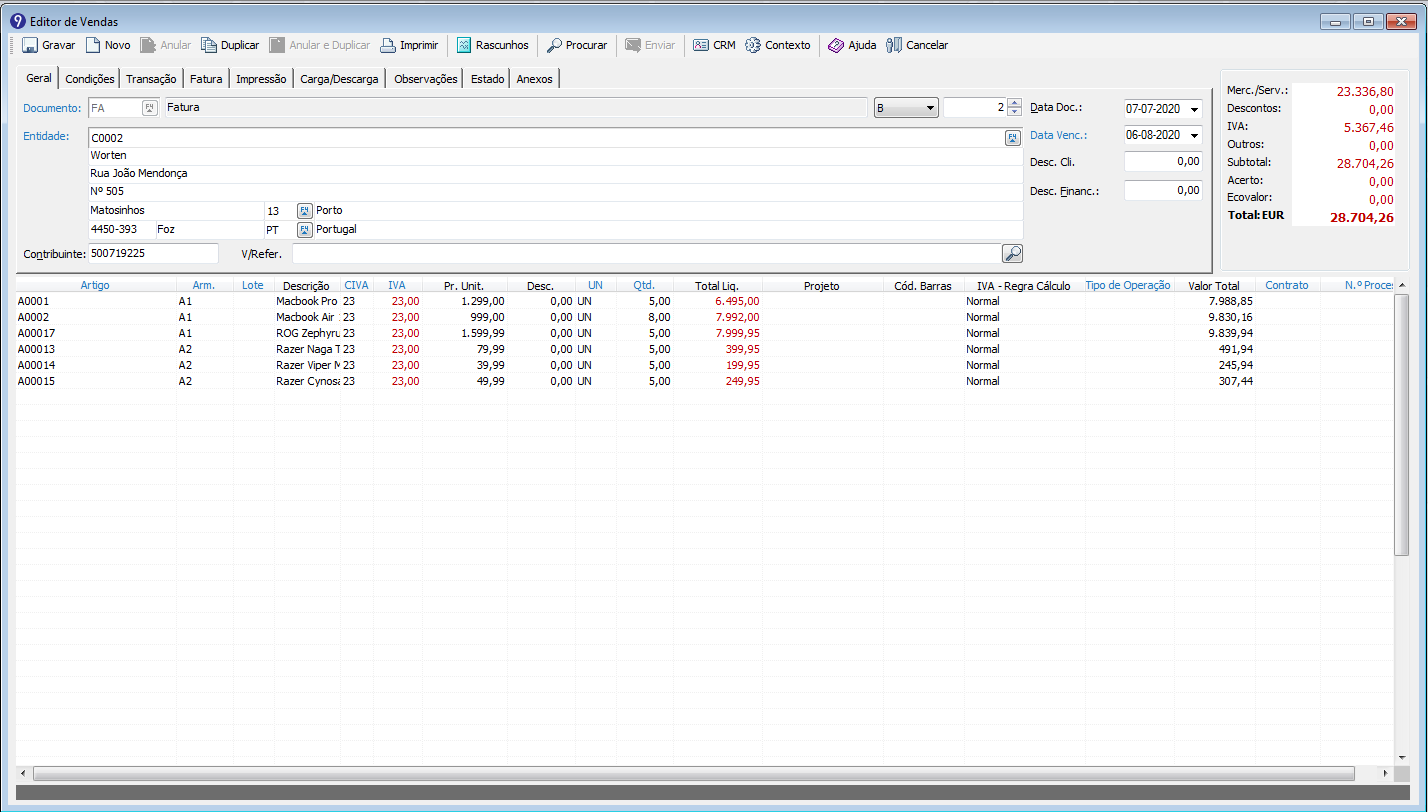 9 Editor de Vendas
Gravar Novo Anular Duplicar Anular e Duplicar Imprimir Rascunhos Procurar Enviar CRM Contexto Ajuda Cancelar
Geral Condições Transação Fatura Impressão Carga/Descarga Observações Estado Anexos
Documento: FA F4 Fatura B 2 Data Doc.: 07-07-2020
Entidade: C0002 F4 Data Venc.: 06-08-2020
Worten
Desc. Cli. 0,00
Rua João Mendonça
Nº 505 Desc. Financ.: 0,00
Matosinhos 13 F4 Porto
4450-393 Foz PT F4 Portugal
Contribuinte: 500719225 V/Refer.
Merc./Serv.: 23.336,80
Descontos: 0,00
IVA: 5.367,46
Outros: 0,00
Subtotal: 28.704,26
Acerto: 0,00
Ecovalor: 0,00
Total: EUR 28.704,26
Artigo Arm. Lote Descrição CIVA IVA Pr. Unit. Desc. UN Qtd. Total Liq. Projeto Cód. Barras IVA - Regra Cálculo Tipo de Operação Valor Total Contrato N.º Proces
A0001 A1 Macbook Pro 23 23,00 1.299,00 0,00 UN 5,00 6.495,00 Normal 7.988,85
A0002 A1 Macbook Air 23 23,00 999,00 0,00 UN 8,00 7.992,00 Normal 9.830,16
A00017 A1 ROG Zephyru 23 23,00 1.599,99 0,00 UN 5,00 7.999,95 Normal 9.839,94
A00013 A2 Razer Naga T 23 23,00 79,99 0,00 UN 5,00 399,95 Normal 491,94
A00014 A2 Razer Viper M 23 23,00 39,99 0,00 UN 5,00 199,95 Normal 245,94
A00015 A2 Razer Cynosa 23 23,00 49,99 0,00 UN 5,00 249,95 Normal 307,44